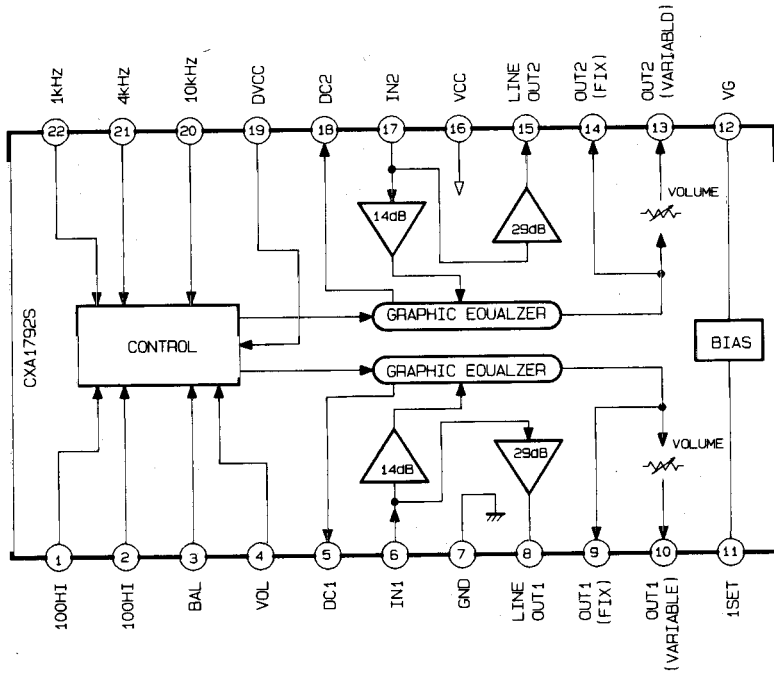 1kHz
4kHz
10kHz
DVCC
DC2
IN2
VCC
LINE
OUT2
OUT2
(FIX)
OUT2
(VARIABLD)
VG
22
21
20
19
18
17
16
15
14
13
12
CXA1792S
14dB
29dB
VOLUME
GRAPHIC EQUALZER
CONTROL
GRAPHIC EQUALZER
BIAS
14dB
29dB
VOLUME
1
2
3
4
5
6
7
8
9
10
11
100HI
100HI
BAL
VOL
DC1
IN1
GND
LINE
OUT1
OUT1
(FIX)
OUT1
(VARIABLE)
1SET